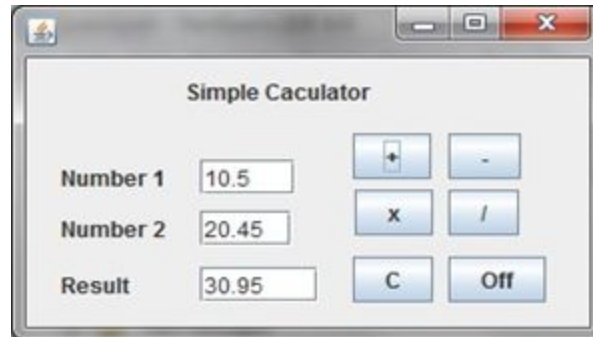 Simple Caculator
+ -
Number 1 10.5
x /
Number 2 20.45
Result 30.95 C Off